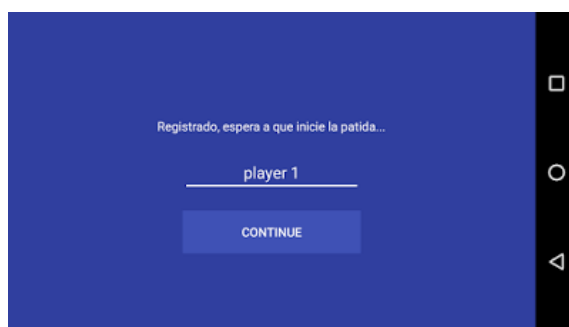 Registrado, espera a que inicie la patida...
player 1
CONTINUE